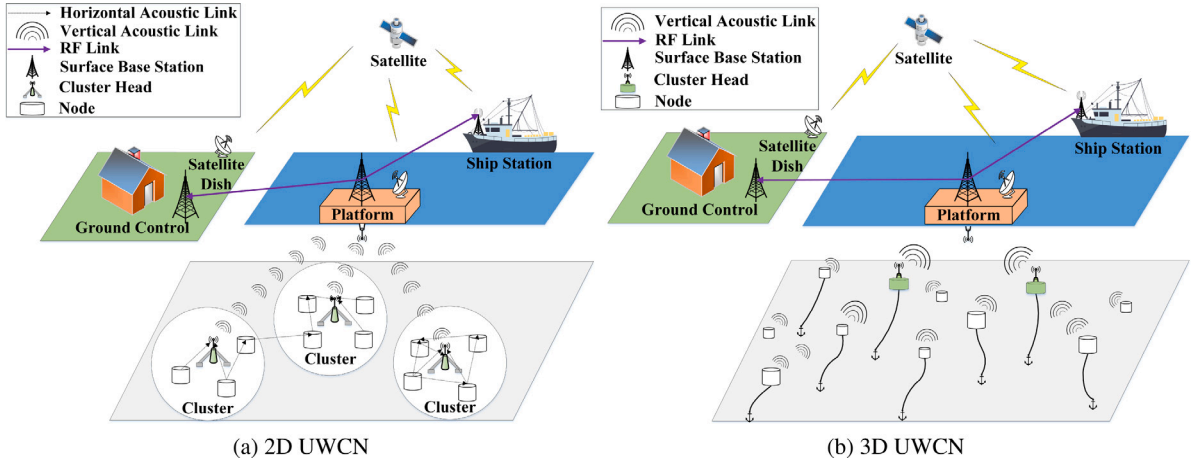 Horizontal Acoustic Link
Vertical Acoustic Link
RF Link
Surface Base Station
Cluster Head
Node
Satellite
Ship Station
Satellite
Dish
Ground Control
Platform
Cluster
Cluster
Cluster
(a) 2D UWCN
Vertical Acoustic Link
RF Link
Surface Base Station
Cluster Head
Node
Satellite
Ship Station
Satellite
Dish
Ground Control
Platform
(b) 3D UWCN